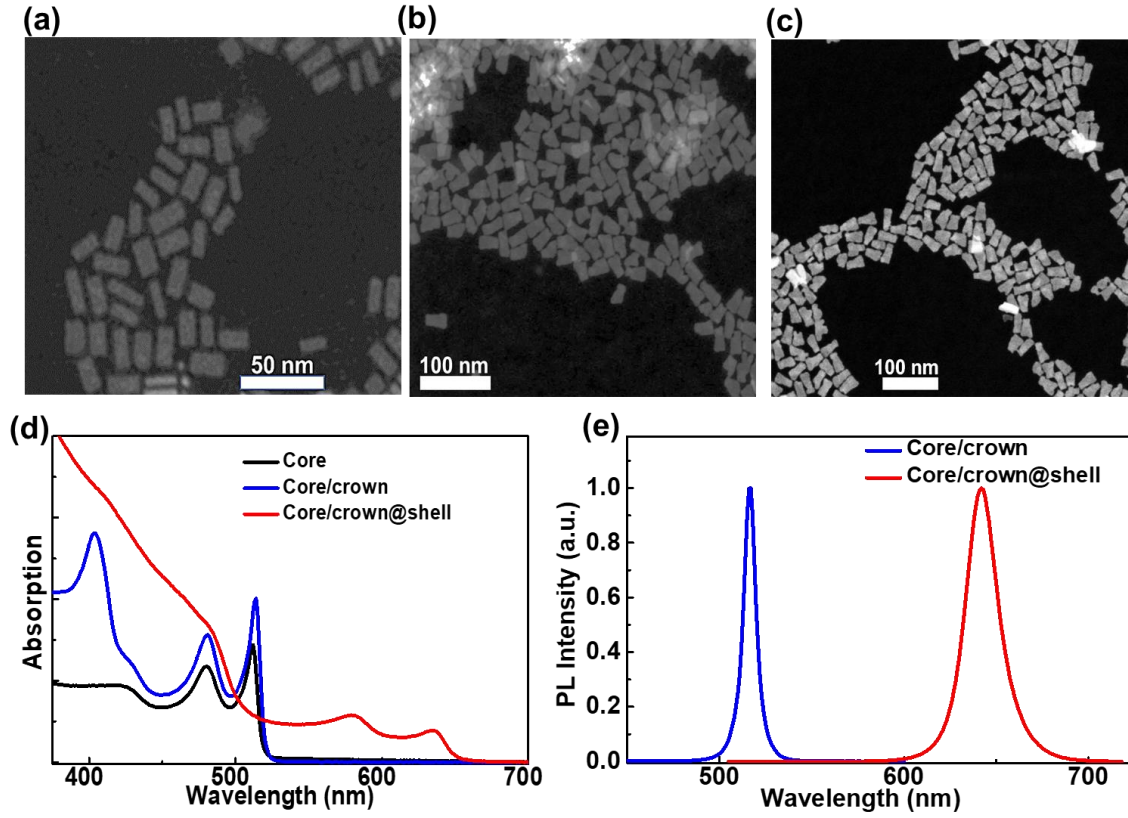 (a)
(b)
(c)
50 nm
100 nm
100 nm
(d)
Core
Core/crown
Core/crown@shell
Absorption
400
500
600
700
Wavelength (nm)
(e)
Core/crown
Core/crown@shell
PL Intensity (a.u.)
1.0
0.8
0.6
0.4
0.2
0.0
500
600
700
Wavelength (nm)